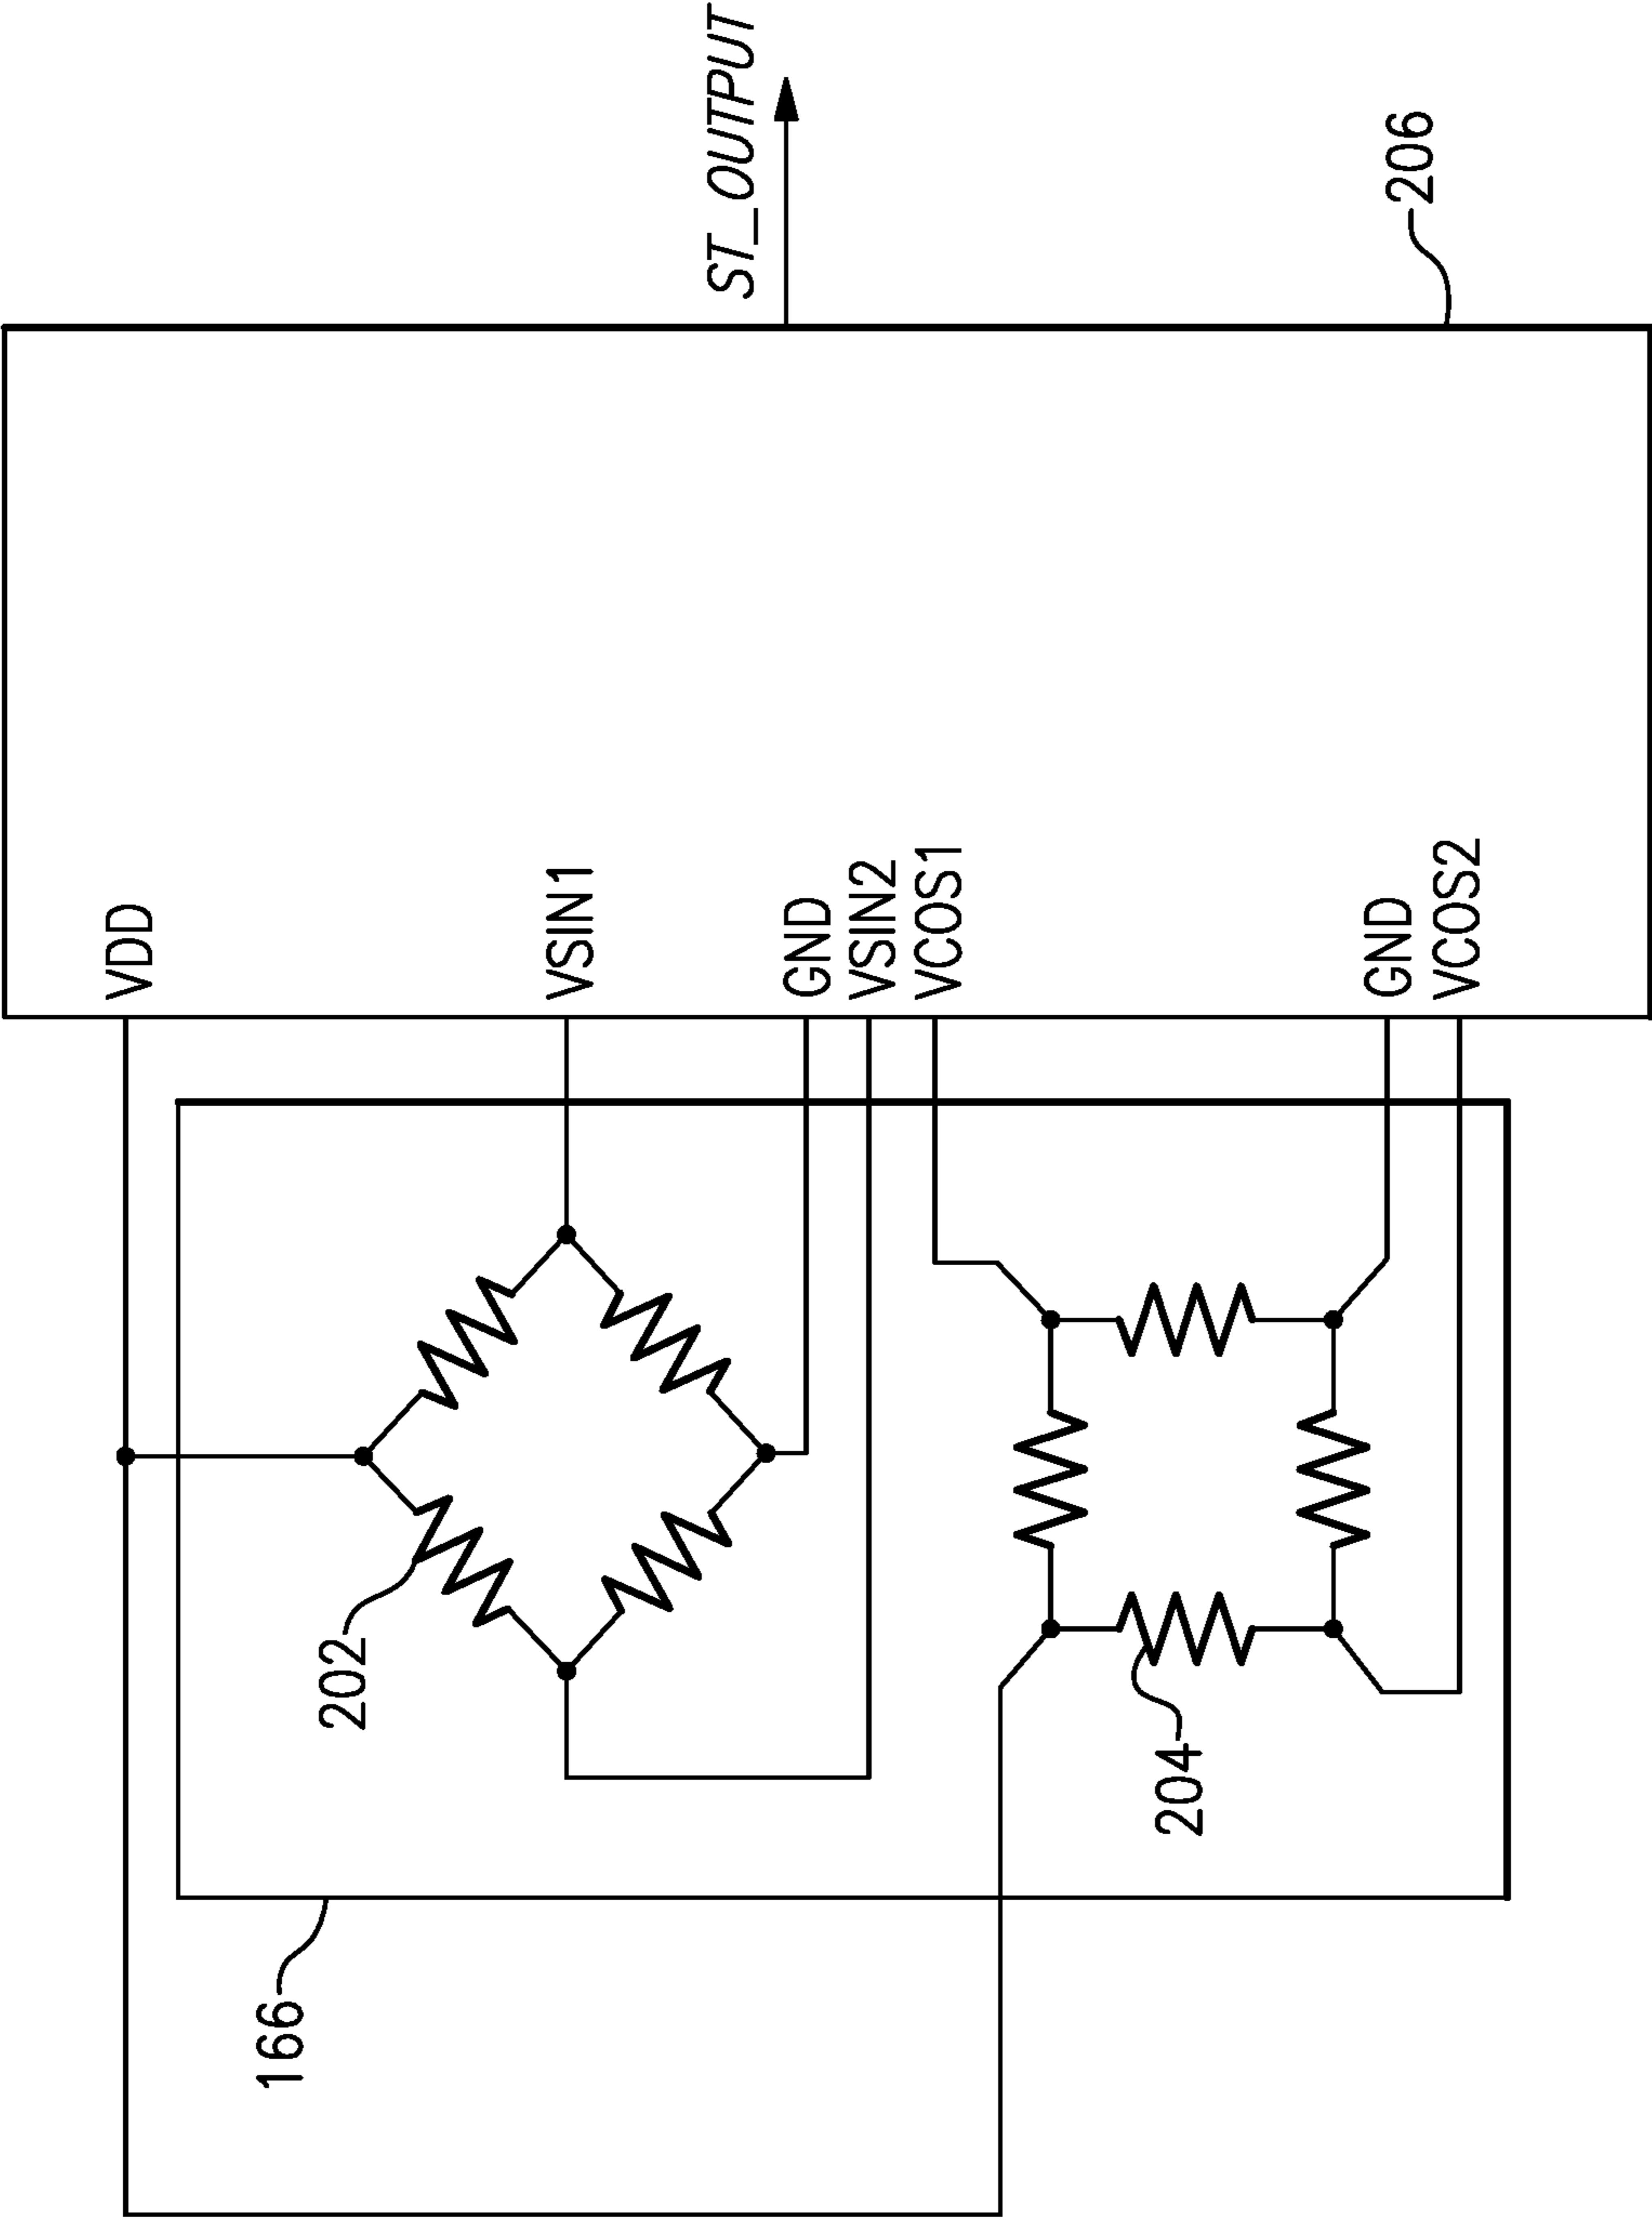 VDD
VSIN1
GND
VSIN2
VCOS1
GND
VCOS2
ST_OUTPUT
206
202
204
166